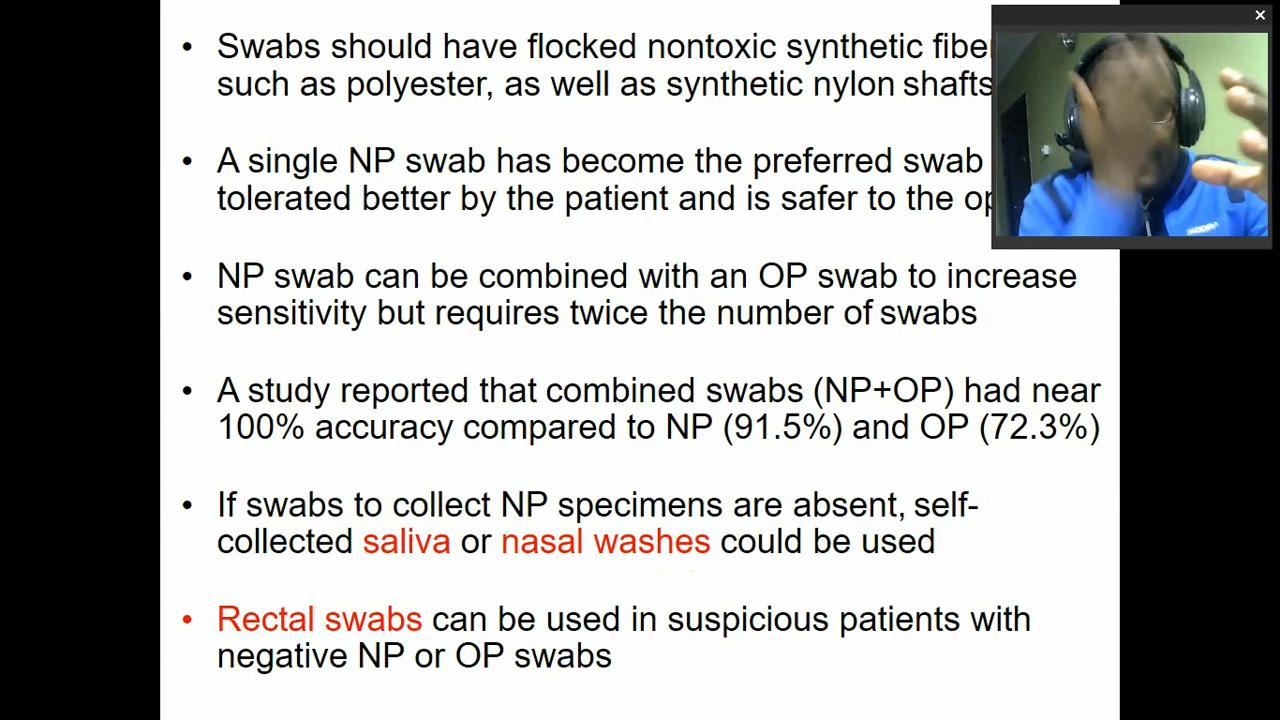 • Swabs should have flocked nontoxic synthetic
such as polyester, as well as synthetic nylon shafts
• A single NP swab has become the preferred swab
tolerated better by the patient and is safer to the
• NP swab can be combined with an OP swab to increase
sensitivity but requires twice the number of swabs
• A study reported that combined swabs (NP+OP) had near
100% accuracy compared to NP (91.5%) and OP (72.3%)
• If swabs to collect NP specimens are absent, self-
collected saliva or nasal washes could be used
• Rectal swabs can be used in suspicious patients with
negative NP or OP swabs